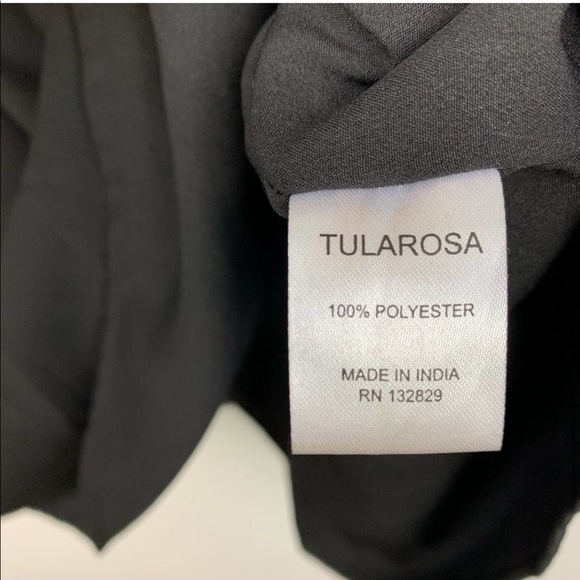 TULAROSA
100% POLYESTER
MADE IN INDIA
RN 132829